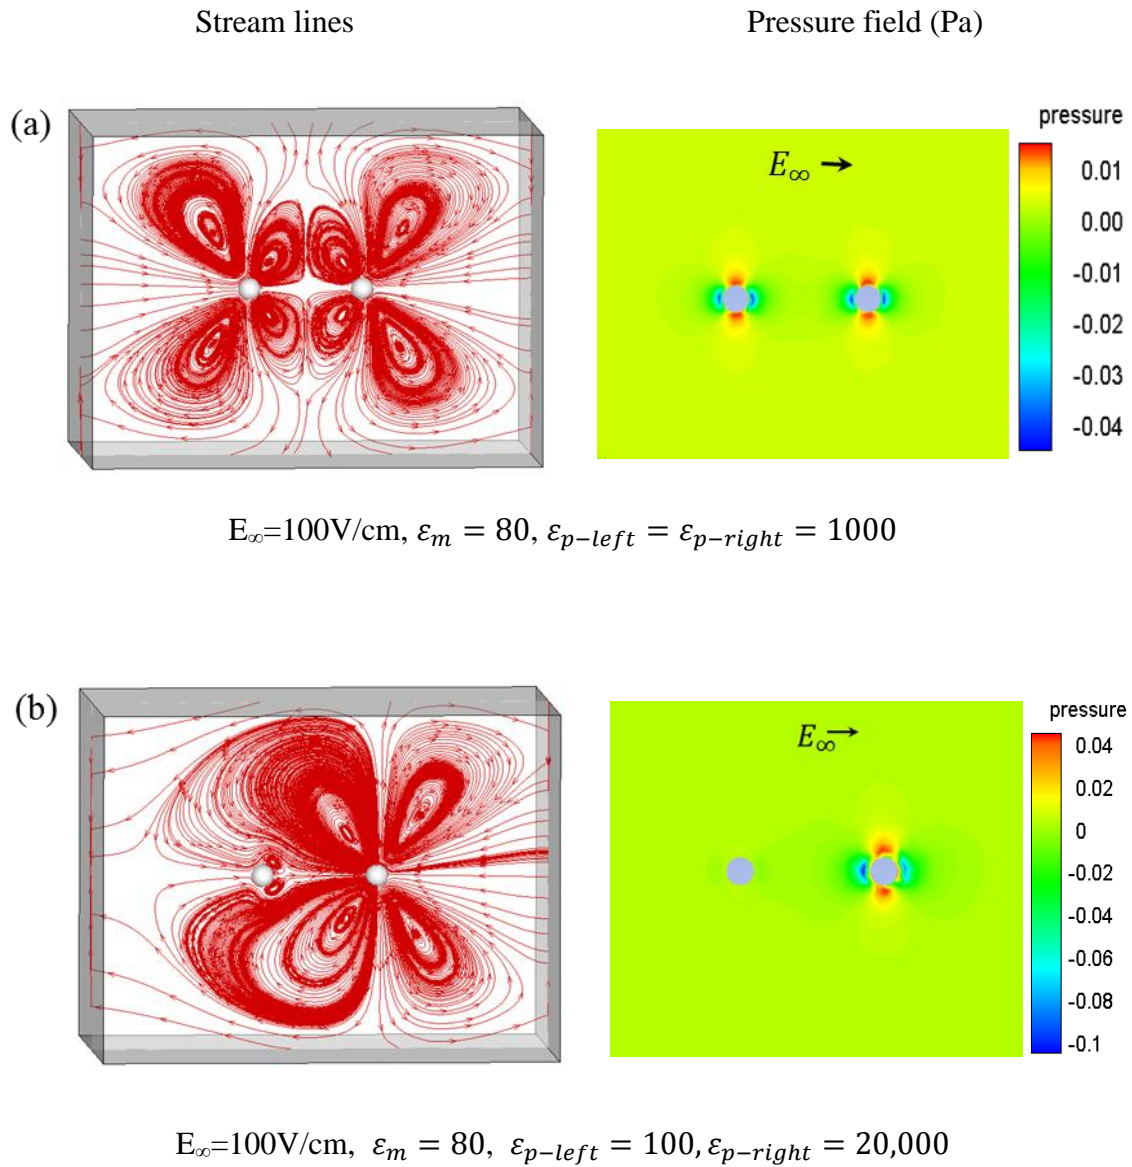 Stream lines Pressure field (Pa)
(a)
pressure
E∞
0.01
0.00
-0.01
-0.02
-0.03
-0.04
E∞=100V/cm, εm = 80, εp−left = εp−right = 1000
(b)
pressure
E∞
0.04
0.02
0
-0.02
-0.04
-0.06
-0.08
-0.1
E∞=100V/cm, εm = 80, εp−left = 100, εp−right = 20,000